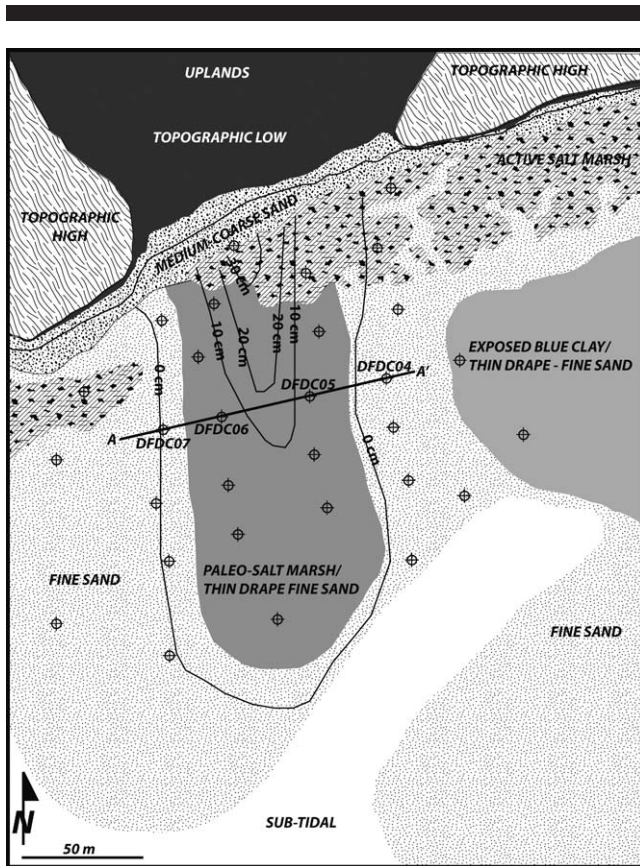 UPLANDS
TOPOGRAPHIC HIGH
TOPOGRAPHIC LOW
ACTIVE SALT MARSH
TOPOGRAPHIC
HIGH
MEDIUM-COARSE SAND
30 cm
10 cm
20 cm
20 cm
10 cm
0 cm
EXPOSED BLUE CLAY/
THIN DRAPE - FINE SAND
DFDC04
A'
DFDC05
DFDC06
DFDC07
A
0 cm
PALEO-SALT MARSH/
THIN DRAPE FINE SAND
FINE SAND
FINE SAND
N
SUB-TIDAL
50 m